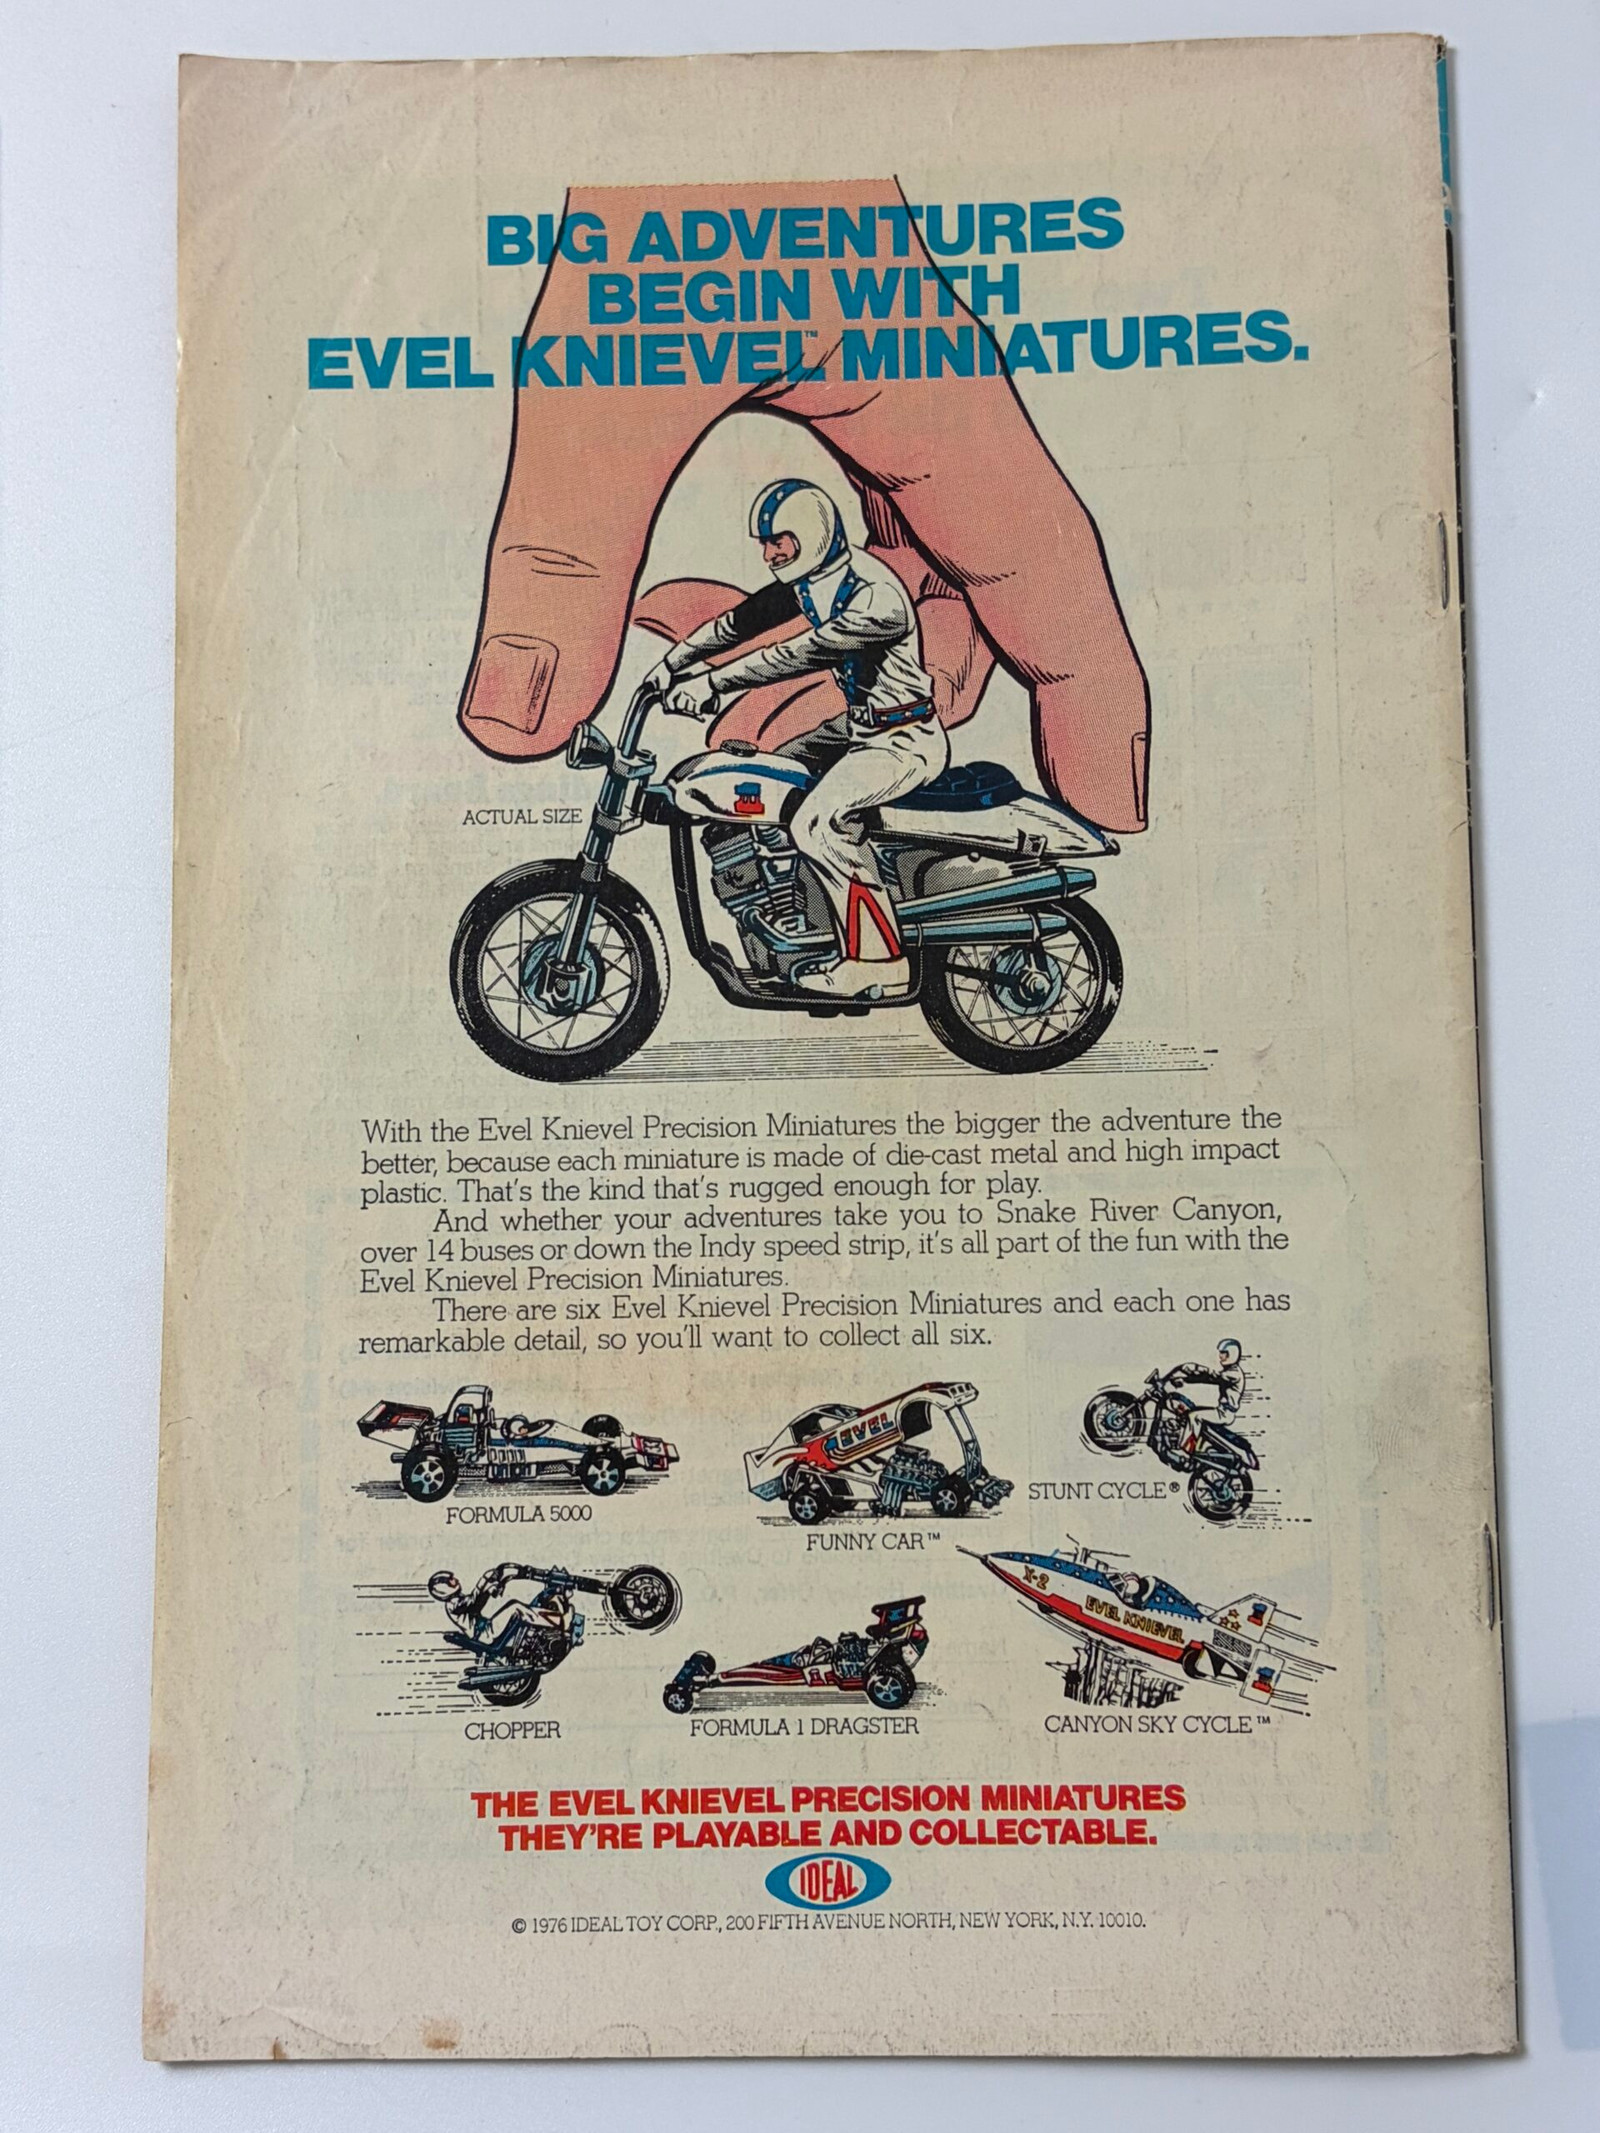 BIG ADVENTURES
BEGIN WITH
EVEL KNIEVEL™ MINIATURES.
ACTUAL SIZE
With the Evel Knievel Precision Miniatures the bigger the adventure the
better, because each miniature is made of die-cast metal and high impact
plastic. That's the kind that's rugged enough for play.
And whether your adventures take you to Snake River Canyon,
over 14 buses or down the Indy speed strip, it's all part of the fun with the
Evel Knievel Precision Miniatures.
There are six Evel Knievel Precision Miniatures and each one has
remarkable detail, so you'll want to collect all six.
EVEL
FORMULA 5000
FUNNY CAR™
STUNT CYCLE®
X-2
EVEL KNIEVEL
CHOPPER
FORMULA 1 DRAGSTER
CANYON SKY CYCLE™
THE EVEL KNIEVEL PRECISION MINIATURES
THEY'RE PLAYABLE AND COLLECTABLE.
IDEAL
© 1976 IDEAL TOY CORP., 200 FIFTH AVENUE NORTH, NEW YORK, N.Y. 10010.